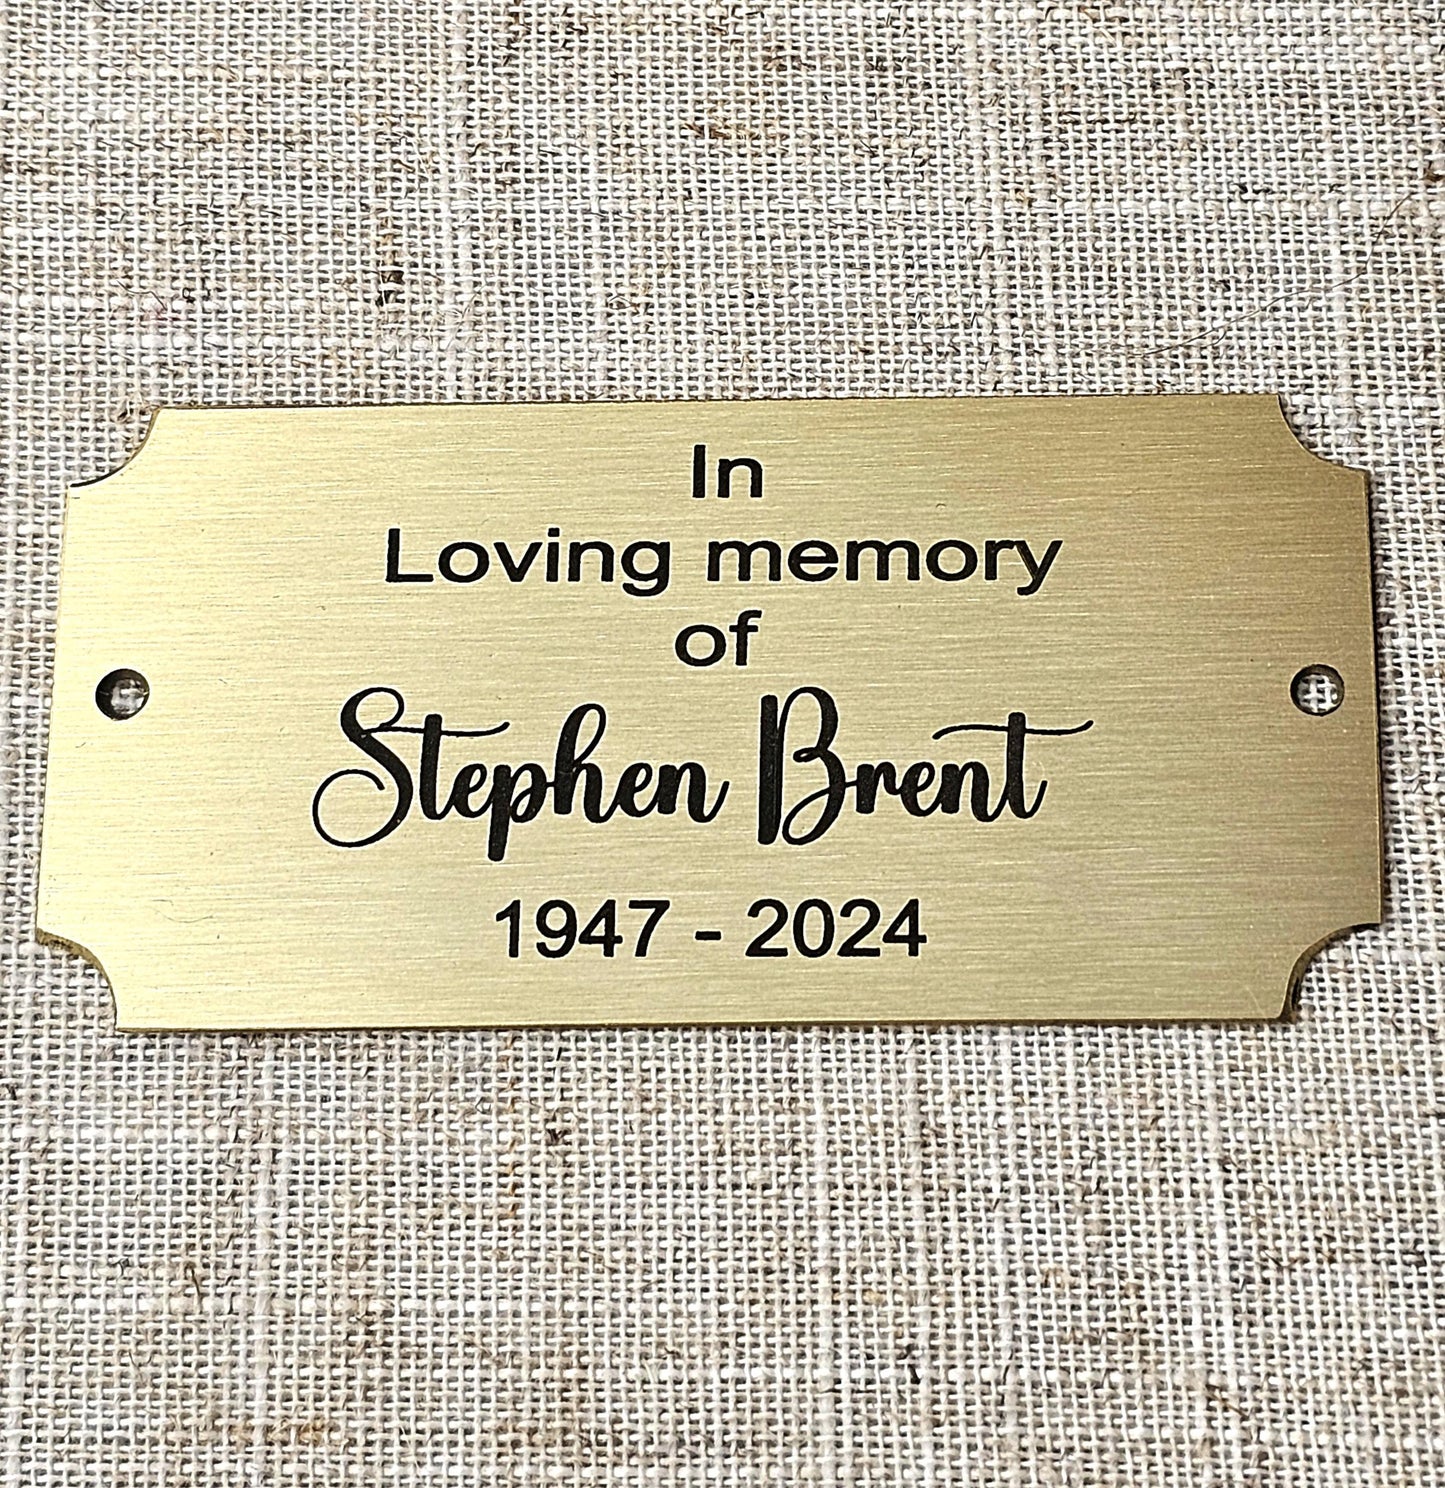 In
Loving memory
of
Stephen Brent
1947 - 2024